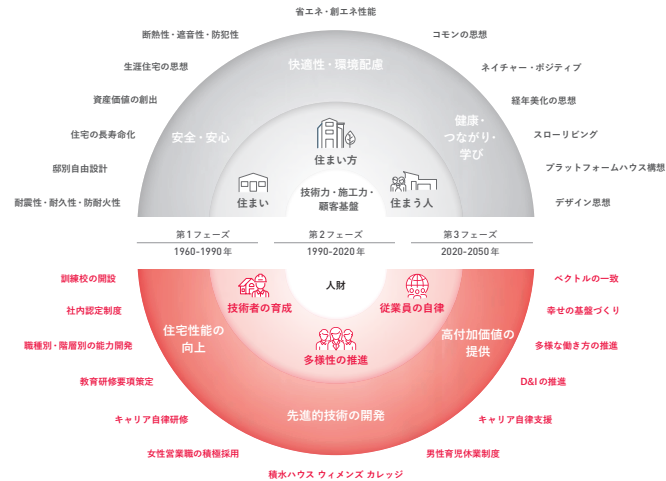 省エネ・創エネ性能
断熱性・遮音性・防犯性
コモンの思想
生涯住宅の思想
快適性・環境配慮
ネイチャー・ポジティブ
資産価値の創出
経年美化の思想
住宅の長寿命化
安全・安心
健康・
つながり・
学び
スローリビング
邸別自由設計
住まい方
プラットフォームハウス構想
耐震性・耐久性・防耐火性
住まい
技術力・施工力・
顧客基盤
住まう人
デザイン思想
第1フェーズ
第2フェーズ
第3フェーズ
1960-1990年
1990-2020年
2020-2050年
訓練校の開設
人財
ベクトルの一致
社内認定制度
技術者の育成
従業員の自律
幸せの基盤づくり
職種別・階層別の能力開発
住宅性能の
向上
多様性の推進
高付加価値の
提供
多様な働き方の推進
教育研修要項策定
D&Iの推進
キャリア自律研修
先進的技術の開発
キャリア自律支援
女性営業職の積極採用
男性育児休業制度
積水ハウス ウィメンズ カレッジ